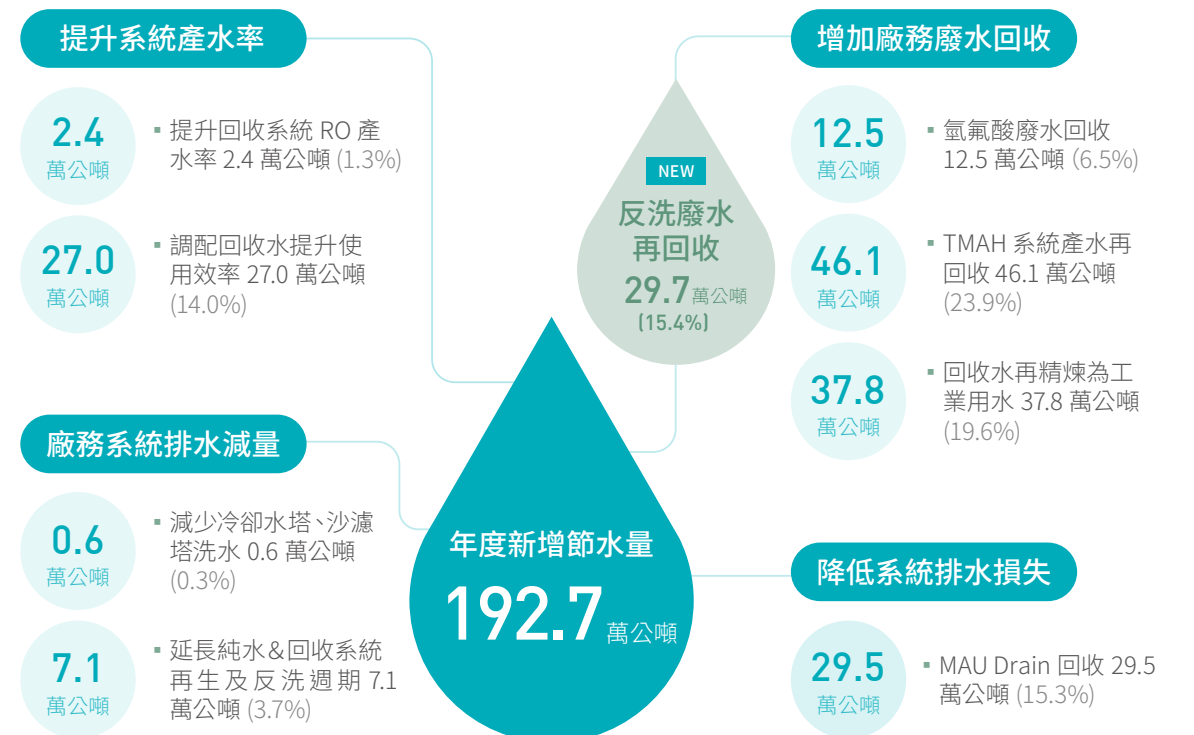 提升系統產水率
2.4
萬公噸
▪ 提升回收系統 RO 產
水率 2.4 萬公噸 (1.3%)
27.0
萬公噸
▪ 調配回收水提升使
用效率 27.0 萬公噸
(14.0%)
廠務系統排水減量
0.6
萬公噸
▪ 減少冷卻水塔、沙濾
塔洗水 0.6 萬公噸
(0.3%)
7.1
萬公噸
▪ 延長純水&回收系統
再生及反洗週期 7.1
萬公噸 (3.7%)
NEW
反洗廢水
再回收
29.7 萬公噸
(15.4%)
年度新增節水量
192.7 萬公噸
增加廠務廢水回收
12.5
萬公噸
▪ 氫氟酸廢水回收
12.5 萬公噸 (6.5%)
46.1
萬公噸
▪ TMAH 系統產水再
回收 46.1 萬公噸
(23.9%)
37.8
萬公噸
▪ 回收水再精煉為工
業用水 37.8 萬公噸
(19.6%)
降低系統排水損失
29.5
萬公噸
▪ MAU Drain 回收 29.5
萬公噸 (15.3%)